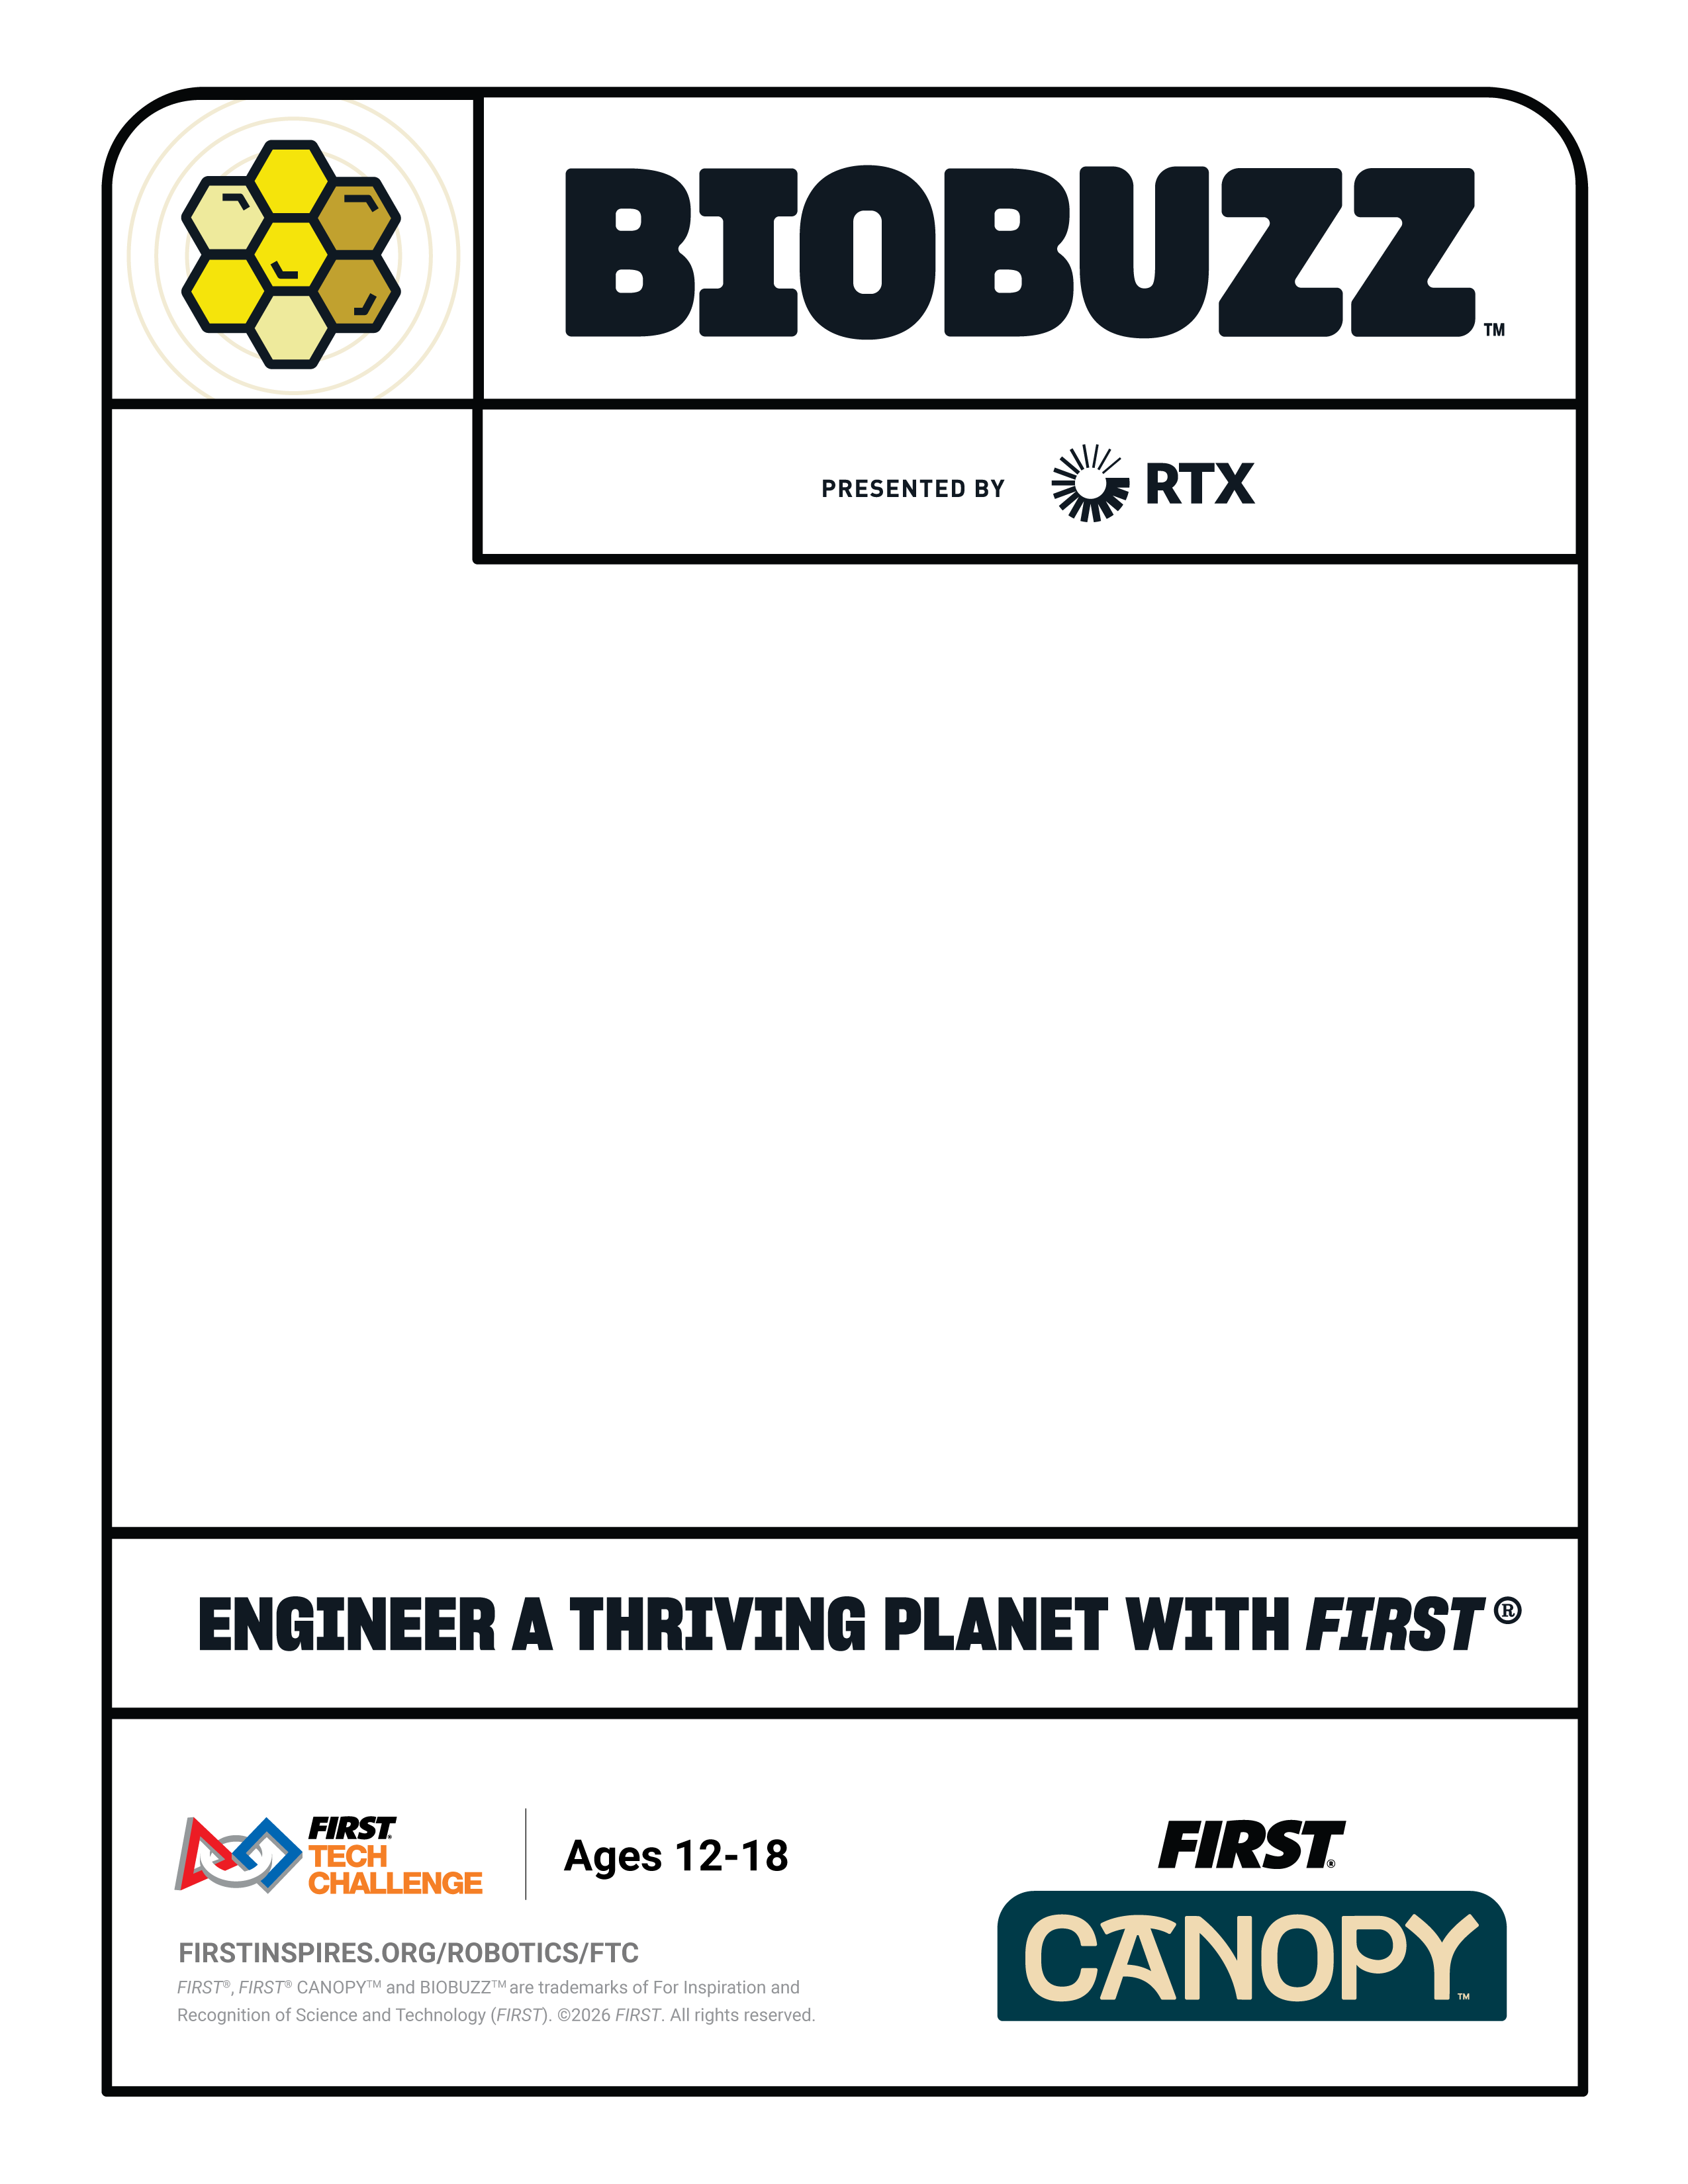 BIOBUZZ™
PRESENTED BY RTX
ENGINEER A THRIVING PLANET WITH FIRST®
FIRST®
TECH
CHALLENGE
Ages 12-18
FIRSTINSPIRES.ORG/ROBOTICS/FTC
FIRST®, FIRST® CANOPY™ and BIOBUZZ™ are trademarks of For Inspiration and
Recognition of Science and Technology (FIRST). ©2026 FIRST. All rights reserved.
FIRST®
CANOPY™